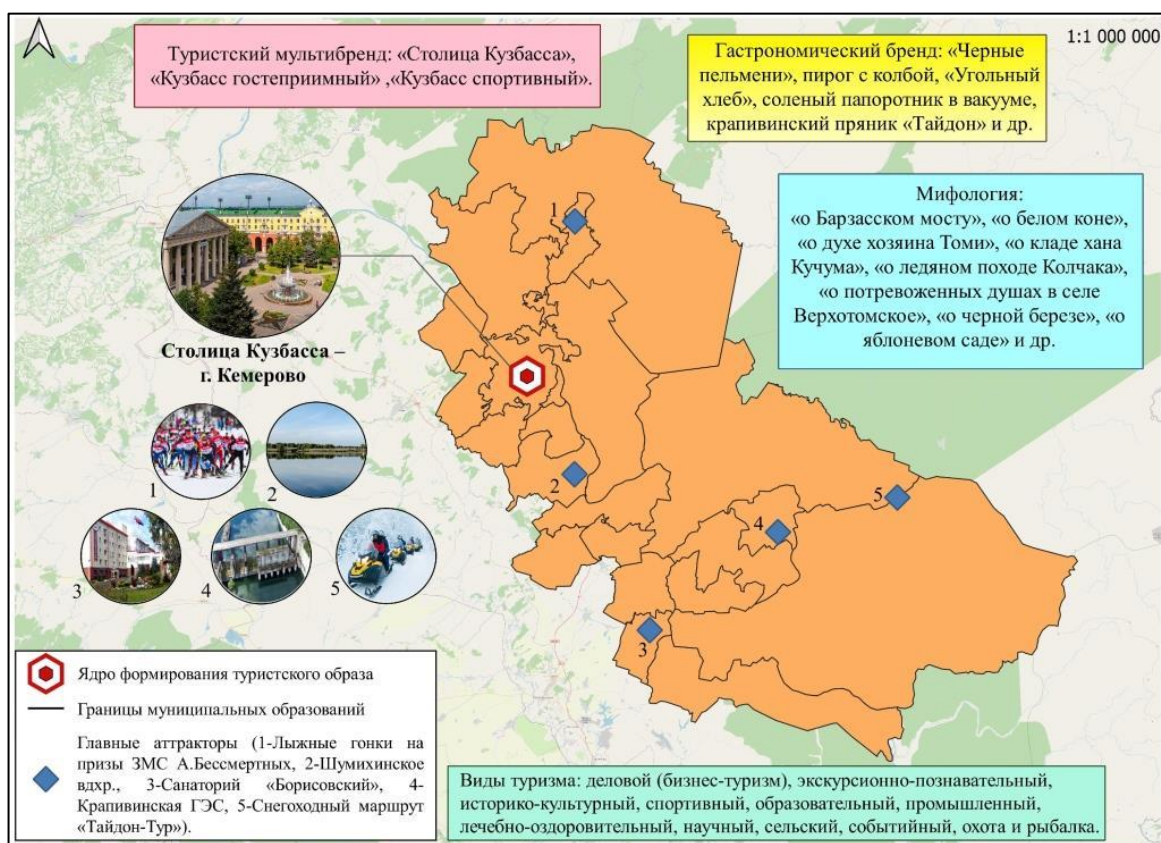 Туристский мультибренд: «Столица Кузбасса»,
«Кузбасс гостеприимный» ,«Кузбасс спортивный».
Гастрономический бренд: «Черные
пельмени», пирог с колбой, «Угольный
хлеб», соленый папоротник в вакууме,
крапивинский пряник «Тайдон» и др.
1:1 000 000
Мифология:
«о Барзасском мосту», «о белом коне»,
«о духе хозяина Томи», «о кладе хана
Кучума», «о ледяном походе Колчака»,
«о потревоженных душах в селе
Верхотомское», «о черной березе», «о
яблоневом саде» и др.
Столица Кузбасса –
г. Кемерово
1
2
3
4
5
1
2
3
4
5
Ядро формирования туристского образа
Границы муниципальных образований
Главные аттракторы (1-Лыжные гонки на
призы ЗМС А.Бессмертных, 2-Шумихинское
вдхр., 3-Санаторий «Борисовский», 4-
Крапивинская ГЭС, 5-Снегоходный маршрут
«Тайдон-Тур»).
Виды туризма: деловой (бизнес-туризм), экскурсионно-познавательный,
историко-культурный, спортивный, образовательный, промышленный,
лечебно-оздоровительный, научный, сельский, событийный, охота и рыбалка.